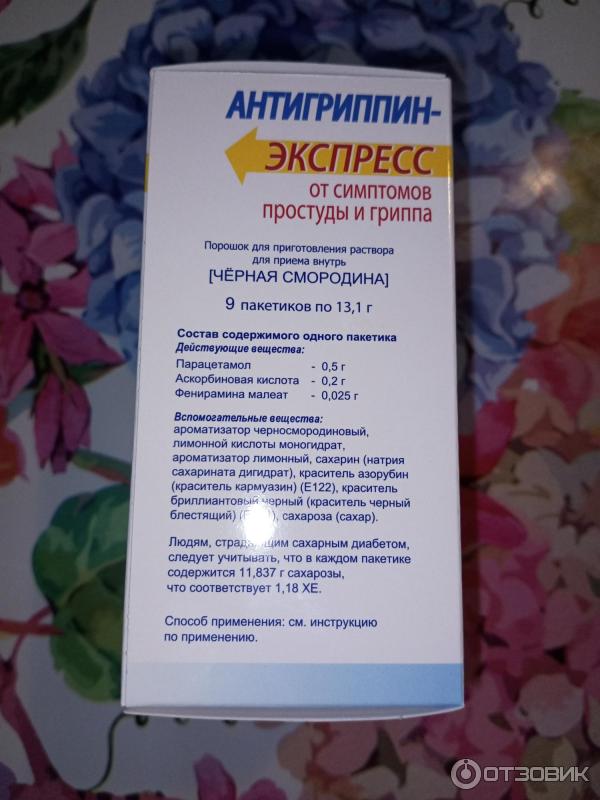 АНТИГРИППИН-
ЭКСПРЕСС
от симптомов
простуды и гриппа
Порошок для приготовления раствора
для приема внутрь
[ЧЁРНАЯ СМОРОДИНА]
9 пакетиков по 13,1 г
Состав содержимого одного пакетика
Действующие вещества:
Парацетамол - 0,5 г
Аскорбиновая кислота - 0,2 г
Фенирамина малеат - 0,025 г
Вспомогательные вещества:
ароматизатор черносмородиновый,
лимонной кислоты моногидрат,
ароматизатор лимонный, сахарин (натрия
сахарината дигидрат), краситель азорубин
(краситель кармуазин) (Е122), краситель
бриллиантовый черный (краситель черный
блестящий) сахароза (сахар).
Людям, страдающим сахарным диабетом,
следует учитывать, что в каждом пакетике
содержится 11,837 г сахарозы,
что соответствует 1,18 ХЕ.
Способ применения: см. инструкцию
по применению.
ОТЗОВИК